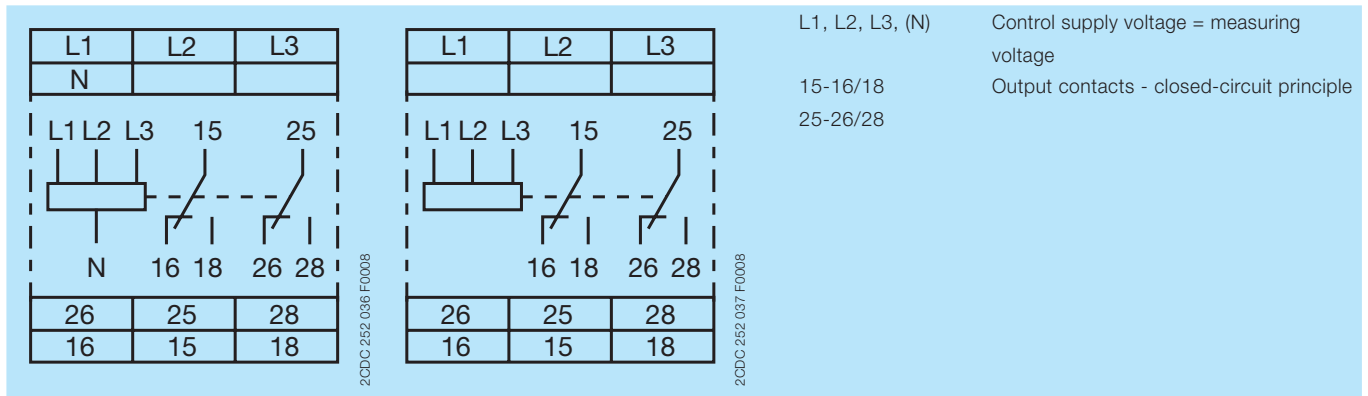 L1 L2 L3
N
L1 L2 L3 15 25
N 16 18 26 28
26 25 28
16 15 18
2CDC 252 036 F0008
L1 L2 L3
L1 L2 L3 15 25
16 18 26 28
26 25 28
16 15 18
2CDC 252 037 F0008
L1, L2, L3, (N) Control supply voltage = measuring
voltage
15-16/18 Output contacts - closed-circuit principle
25-26/28